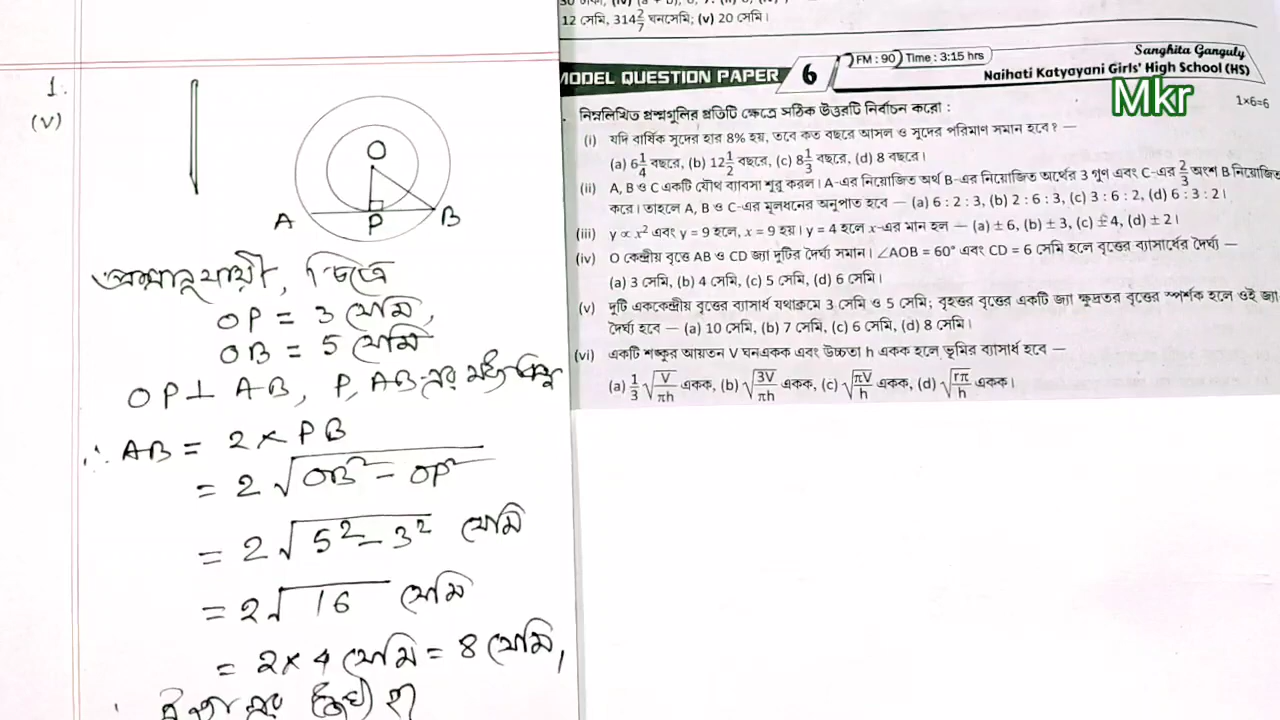 1.
(v)
O
A
P
B
প্রশ্নানুযায়ী, চিত্রে
OP = 3 সেমি,
OB = 5 সেমি
OP⊥ AB, P, AB-এর মধ্যবিন্দু
∴ AB = 2 × PB
= 2 √OB² – OP²
= 2√5² – 3² সেমি
= 2√16 সেমি
= 2×4 সেমি = 8 সেমি,
12 সেমি, 314 2/7 ঘনসেমি; (v) 20 সেমি।
MODEL QUESTION PAPER 6
FM : 90 Time : 3:15 hrs
Sanghita Ganguly
Naihati Katyayani Girls' High School (HS)
Mkr
নিম্নলিখিত প্রশ্নগুলির প্রতিটি ক্ষেত্রে সঠিক উত্তরটি নির্বাচন করো : 1×6=6
(i) যদি বার্ষিক সুদের হার 8% হয়, তবে কত বছরে আসল ও সুদের পরিমাণ সমান হবে? —
(a) 6 1/4 বছরে, (b) 12 1/2 বছরে, (c) 8 1/3 বছরে, (d) 8 বছরে।
(ii) A, B ও C একটি যৌথ ব্যাবসা শুরু করল। A-এর নিয়োজিত অর্থ B-এর নিয়োজিত অর্থের 3 গুণ এবং C-এর 2/3 অংশ B নিয়োজিত
করে। তাহলে A, B ও C-এর মূলধনের অনুপাত হবে — (a) 6 : 2 : 3, (b) 2 : 6 : 3, (c) 3 : 6 : 2, (d) 6 : 3 : 2।
(iii) y ∝ x² এবং y = 9 হলে, x = 9 হয়। y = 4 হলে x-এর মান হল — (a) ± 6, (b) ± 3, (c) ± 4, (d) ± 2।
(iv) O কেন্দ্রীয় বৃত্তে AB ও CD জ্যা দুটির দৈর্ঘ্য সমান। ∠AOB = 60° এবং CD = 6 সেমি হলে বৃত্তের ব্যাসার্ধের দৈর্ঘ্য —
(a) 3 সেমি, (b) 4 সেমি, (c) 5 সেমি, (d) 6 সেমি।
(v) দুটি এককেন্দ্রীয় বৃত্তের ব্যাসার্ধ যথাক্রমে 3 সেমি ও 5 সেমি; বৃহত্তর বৃত্তের একটি জ্যা ক্ষুদ্রতর বৃত্তের স্পর্শক হলে ওই জ্যা
দৈর্ঘ্য হবে — (a) 10 সেমি, (b) 7 সেমি, (c) 6 সেমি, (d) 8 সেমি।
(vi) একটি শঙ্কুর আয়তন V ঘনএকক এবং উচ্চতা h একক হলে ভূমির ব্যাসার্ধ হবে —
(a) 1/3 √V/πh একক, (b) √3V/πh একক, (c) √πV/h একক, (d) √rπ/h একক।